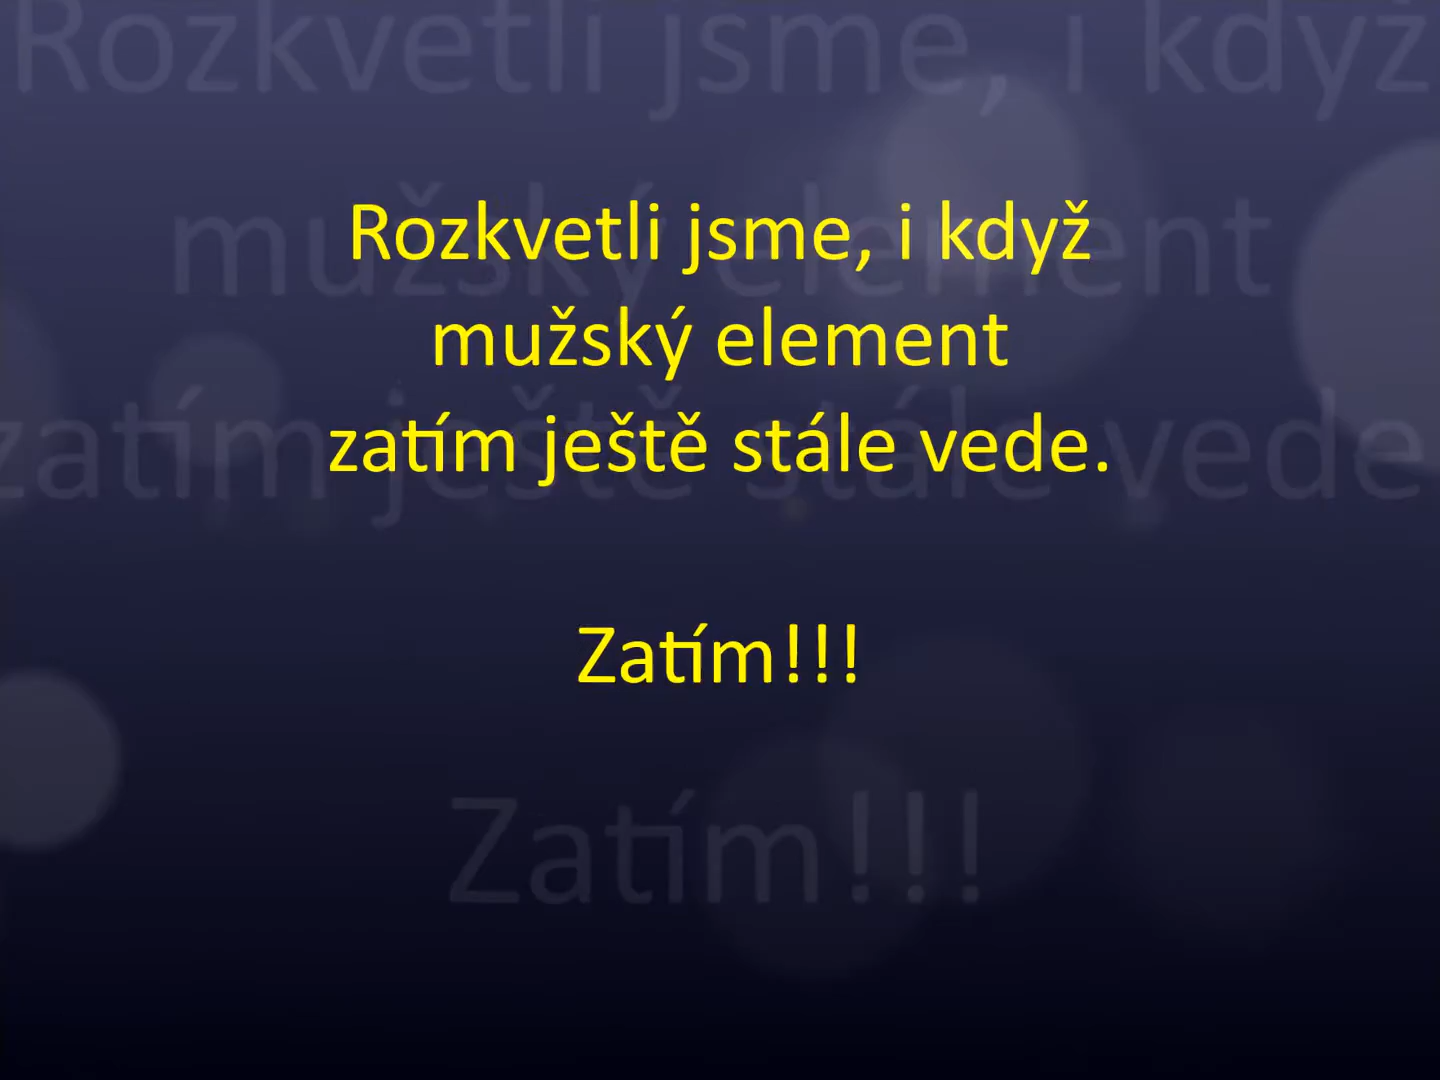 Rozkvetli jsme, i když
mužský element
zatím ještě stále vede.
Zatím!!!